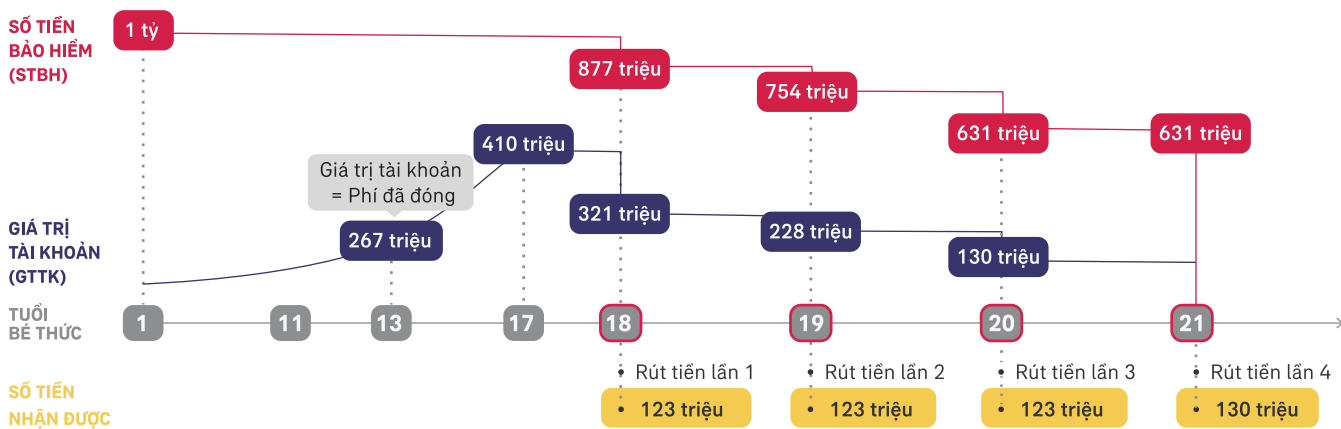 SỐ TIỀN
BẢO HIỂM
(STBH)
1 tỷ
877 triệu
754 triệu
631 triệu
631 triệu
410 triệu
Giá trị tài khoản
= Phí đã đóng
GIÁ TRỊ
TÀI KHOẢN
(GTTK)
267 triệu
321 triệu
228 triệu
130 triệu
TUỔI
BÉ THỨC
1
11
13
17
18
19
20
21
SỐ TIỀN
NHẬN ĐƯỢC
• Rút tiền lần 1
• 123 triệu
• Rút tiền lần 2
• 123 triệu
• Rút tiền lần 3
• 123 triệu
• Rút tiền lần 4
• 130 triệu